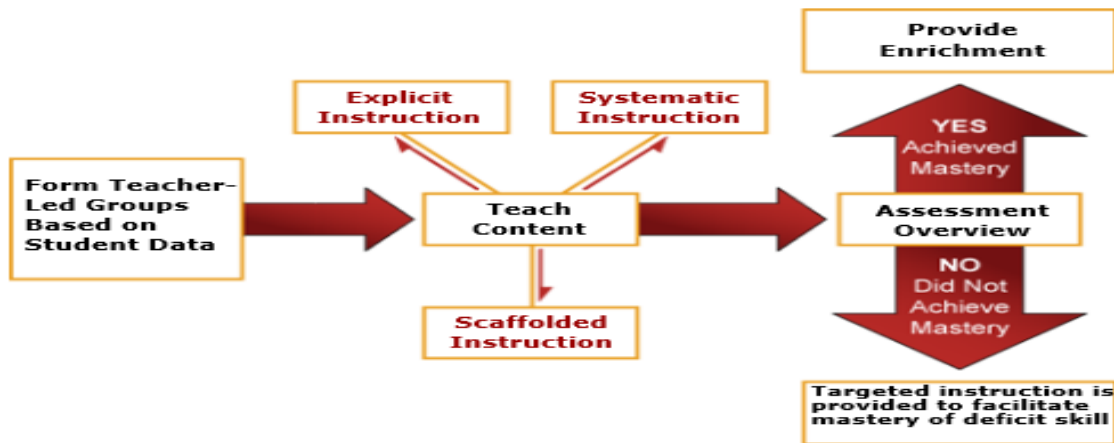 Provide
Enrichment
Explicit
Instruction
Systematic
Instruction
YES
Achieved
Mastery
Form Teacher-
Led Groups
Based on
Student Data
Teach
Content
Assessment
Overview
NO
Did Not
Achieve
Mastery
Scaffolded
Instruction
Targeted instruction is
provided to facilitate
mastery of deficit skill